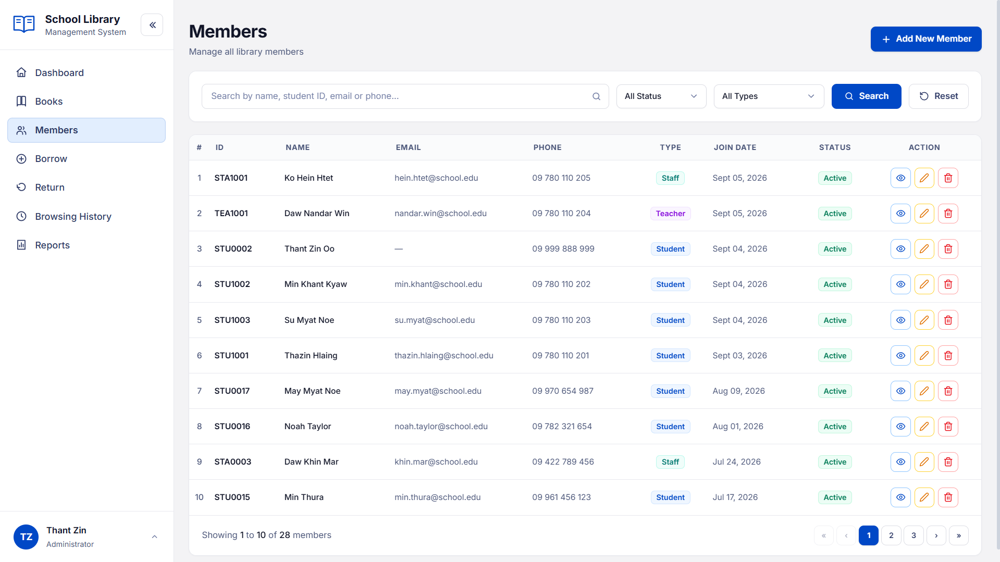 School Library
Management System
Dashboard
Books
Members
Borrow
Return
Browsing History
Reports
TZ
Thant Zin
Administrator
Members
Manage all library members
+ Add New Member
Search by name, student ID, email or phone...
All Status
All Types
Search
Reset
# ID NAME EMAIL PHONE TYPE JOIN DATE STATUS ACTION
1 STA1001 Ko Hein Htet hein.htet@school.edu 09 780 110 205 Staff Sept 05, 2026 Active
2 TEA1001 Daw Nandar Win nandar.win@school.edu 09 780 110 204 Teacher Sept 05, 2026 Active
3 STU0002 Thant Zin Oo — 09 999 888 999 Student Sept 04, 2026 Active
4 STU1002 Min Khant Kyaw min.khant@school.edu 09 780 110 202 Student Sept 04, 2026 Active
5 STU1003 Su Myat Noe su.myat@school.edu 09 780 110 203 Student Sept 04, 2026 Active
6 STU1001 Thazin Hlaing thazin.hlaing@school.edu 09 780 110 201 Student Sept 03, 2026 Active
7 STU0017 May Myat Noe may.myat@school.edu 09 970 654 987 Student Aug 09, 2026 Active
8 STU0016 Noah Taylor noah.taylor@school.edu 09 782 321 654 Student Aug 01, 2026 Active
9 STA0003 Daw Khin Mar khin.mar@school.edu 09 422 789 456 Staff Jul 24, 2026 Active
10 STU0015 Min Thura min.thura@school.edu 09 961 456 123 Student Jul 17, 2026 Active
Showing 1 to 10 of 28 members
« ‹ 1 2 3 › »